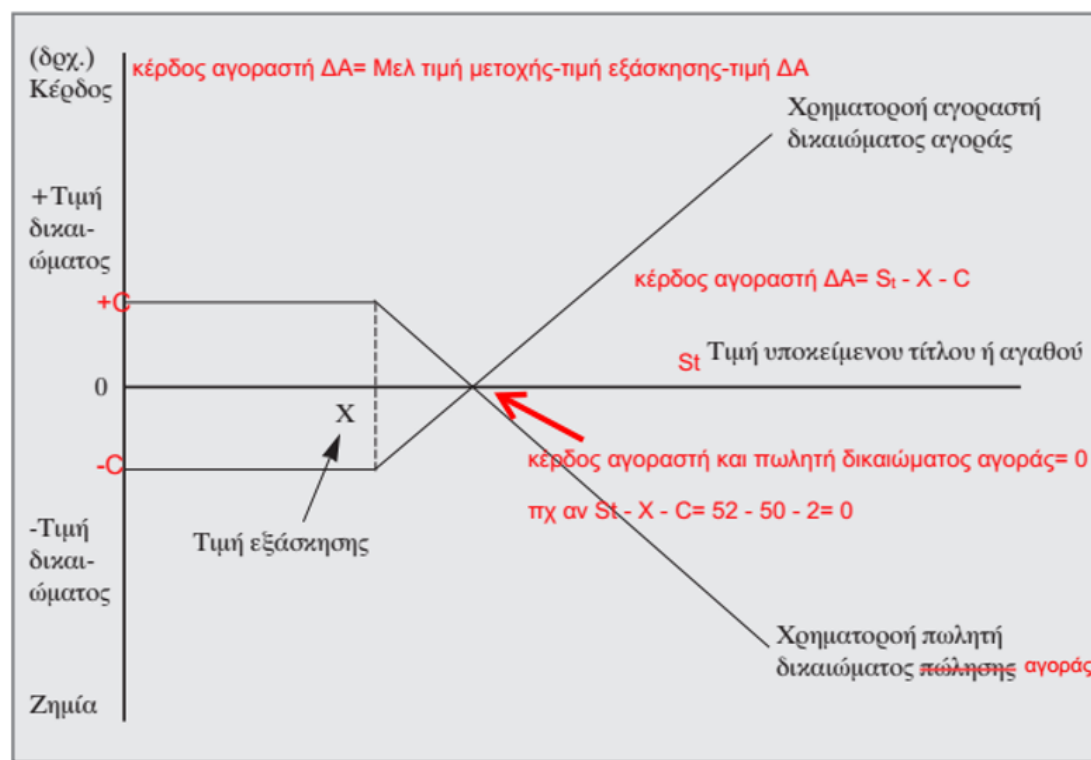 (δρχ.)
Κέρδος
κέρδος αγοραστή ΔΑ= Μελ τιμή μετοχής-τιμή εξάσκησης-τιμή ΔΑ
Χρηματοροή αγοραστή
δικαιώματος αγοράς
+Τιμή
δικαι-
ώματος
κέρδος αγοραστή ΔΑ= Sₜ - X - C
+C
St Τιμή υποκείμενου τίτλου ή αγαθού
0
X
-C
κέρδος αγοραστή και πωλητή δικαιώματος αγοράς= 0
πχ αν St - X - C= 52 - 50 - 2= 0
-Τιμή
δικαι-
ώματος
Τιμή εξάσκησης
Χρηματοροή πωλητή
δικαιώματος πώλησης αγοράς
Ζημία